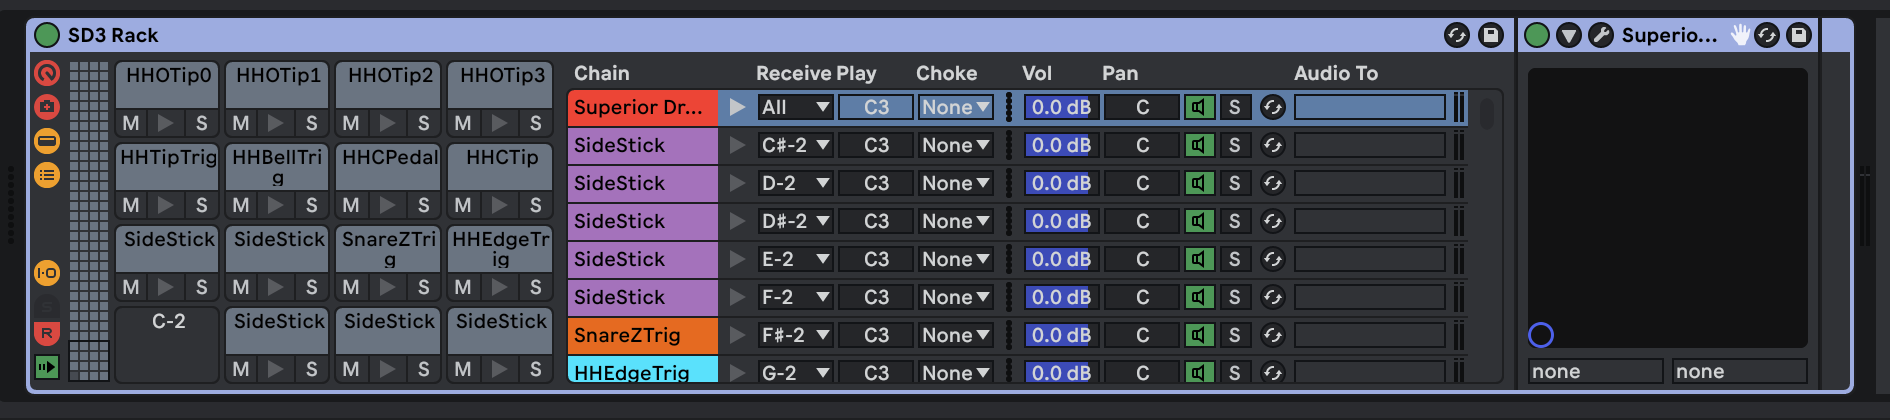 SD3 Rack
Superio...
HHOTip0 HHOTip1 HHOTip2 HHOTip3
M S M S M S M S
HHTipTrig HHBellTri
g HHCPedal HHCTip
M S M S M S M S
SideStick SideStick SnareZTri
g HHEdgeTr
ig
M S M S M S M S
C-2 SideStick SideStick SideStick
M S M S M S
I-O
S
R
Chain Receive Play Choke Vol Pan Audio To
Superior Dr... All C3 None 0.0 dB C S
SideStick C#-2 C3 None 0.0 dB C S
SideStick D-2 C3 None 0.0 dB C S
SideStick D#-2 C3 None 0.0 dB C S
SideStick E-2 C3 None 0.0 dB C S
SideStick F-2 C3 None 0.0 dB C S
SnareZTrig F#-2 C3 None 0.0 dB C S
HHEdgeTrig G-2 C3 None 0.0 dB C S
none none